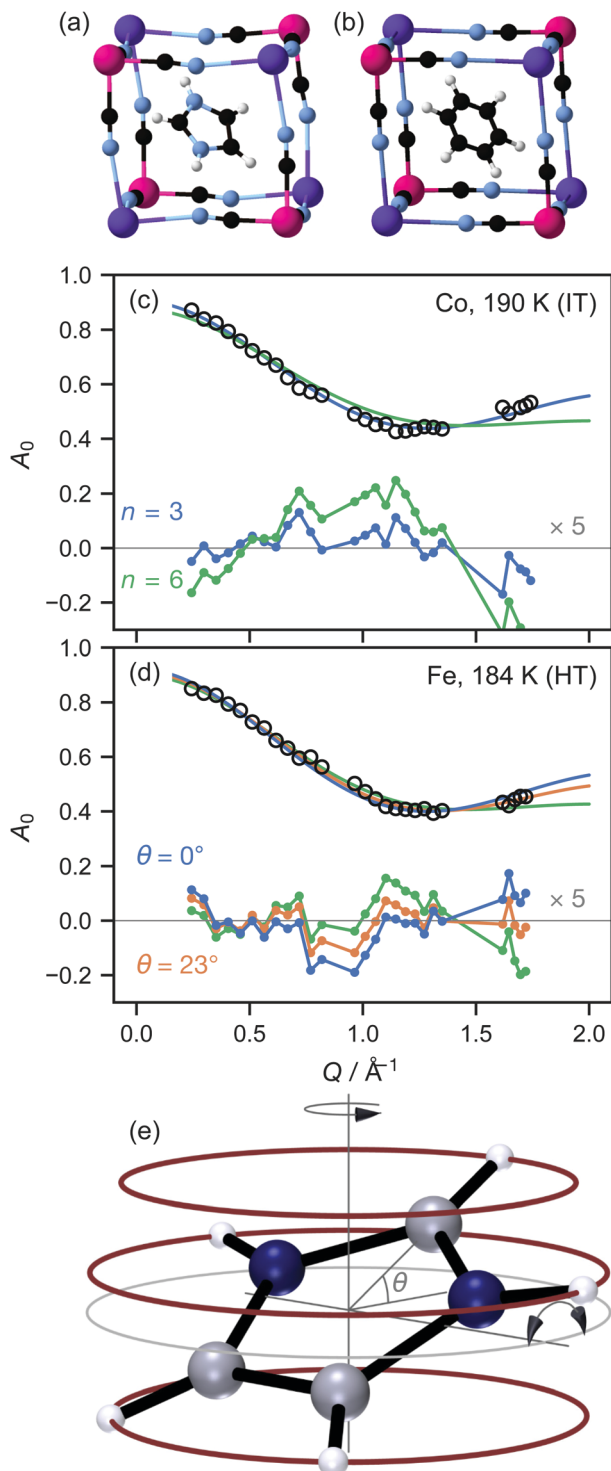 (a) (b)
(c) Co, 190 K (IT)
1.0
0.8
0.6
0.4
0.2
0.0
−0.2
A0
n = 3
n = 6
× 5
(d) Fe, 184 K (HT)
1.0
0.8
0.6
0.4
0.2
0.0
−0.2
A0
θ = 0°
θ = 23°
× 5
0.0 0.5 1.0 1.5 2.0
Q / Å⁻¹
(e)
θ